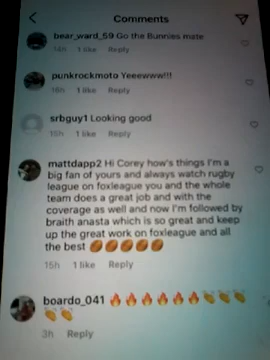 Comments
bear_ward_59 Go the Bunnies mate
16h 1 like Reply
punkrockmoto Yeeewww!!!
16h 1 like Reply
srbguy1 Looking good
15h 1 like Reply
mattdapp2 Hi Corey how's things I'm a
big fan of yours and always watch rugby
league on foxleague you and the whole
team does a great job and with the
coverage as well and now I'm followed by
braith anasta which is so great and keep
up the great work on foxleague and all
the best 🏉🏉🏉🏉🏉
15h 1 like Reply
boardo_041 🔥🔥🔥🔥🔥🔥👏👏👏
👏👏
3h Reply